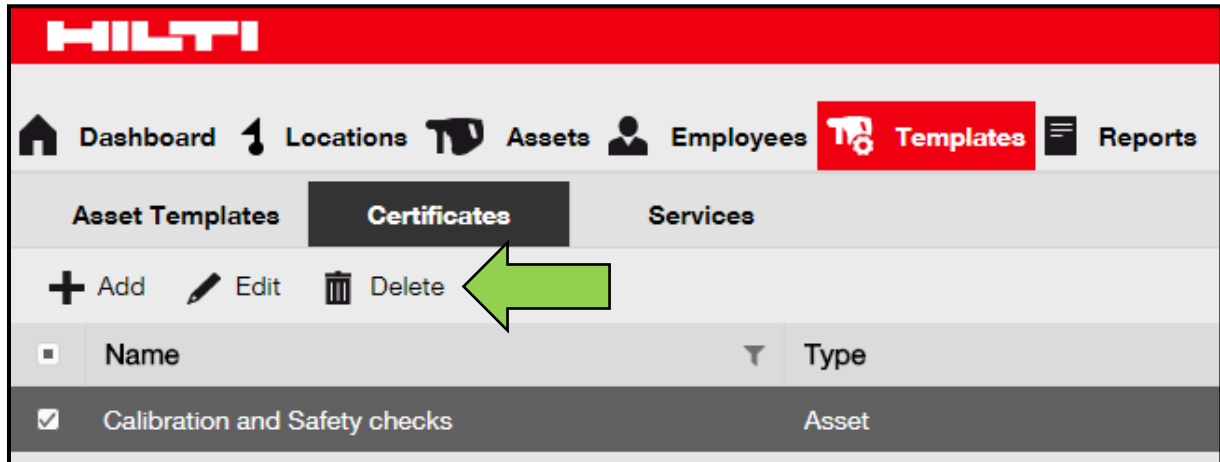 HILTI
Dashboard Locations Assets Employees Templates Reports
Asset Templates Certificates Services
Add Edit Delete
Name Type
Calibration and Safety checks Asset